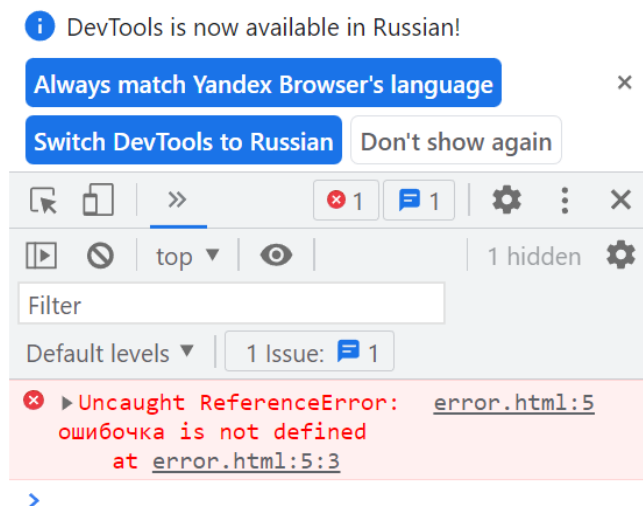 DevTools is now available in Russian!
Always match Yandex Browser's language
Switch DevTools to Russian Don't show again
1 1
top 1 hidden
Filter
Default levels 1 Issue: 1
Uncaught ReferenceError: error.html:5
ошибочка is not defined
at error.html:5:3